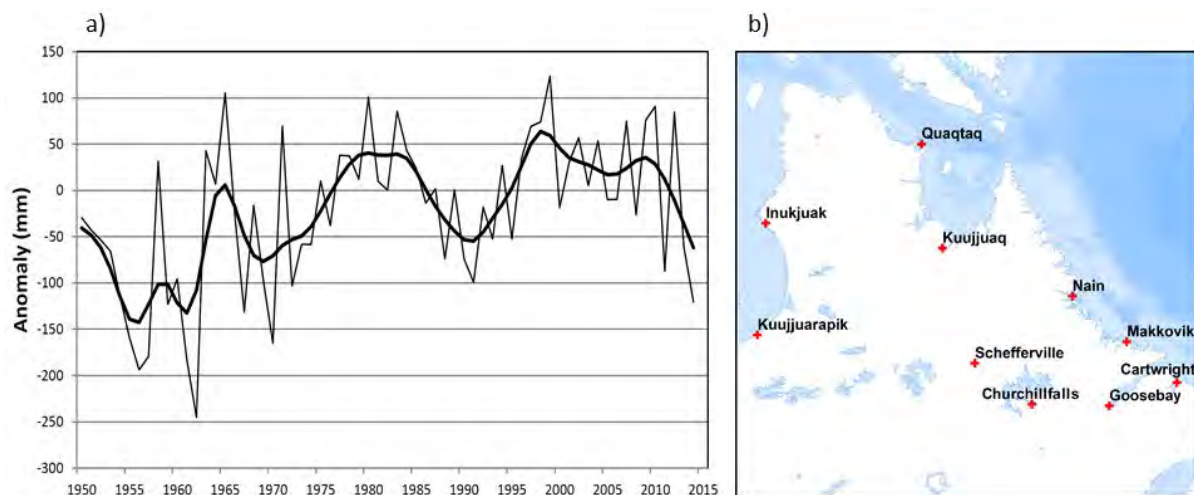 a)
150
100
50
0
-50
-100
-150
-200
-250
-300
Anomaly (mm)
1950 1955 1960 1965 1970 1975 1980 1985 1990 1995 2000 2005 2010 2015
b)
Quaqtaq
Inukjuak
Kuujjuaq
Nain
Kuujjuarapik
Makkovik
Schefferville
Cartwright
Churchillfalls
Goosebay